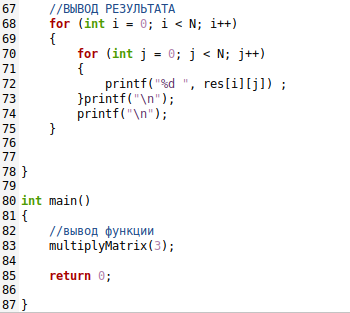 67    //ВЫВОД РЕЗУЛЬТАТА
68    for (int i = 0; i < N; i++)
69    {
70        for (int j = 0; j < N; j++)
71        {
72            printf("%d ", res[i][j]) ;
73        }printf("\n");
74        printf("\n");
75    }
76
77
78 }
79
80 int main()
81 {
82    //вывод функции
83    multiplyMatrix(3);
84
85    return 0;
86
87 }